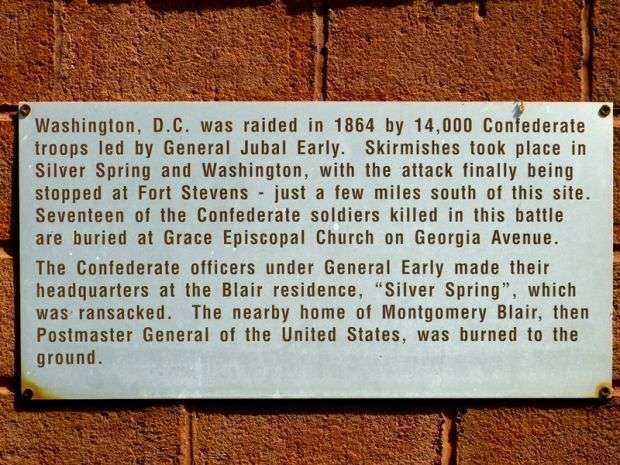 Washington, D.C. was raided in 1864 by 14,000 Confederate
troops led by General Jubal Early. Skirmishes took place in
Silver Spring and Washington, with the attack finally being
stopped at Fort Stevens - just a few miles south of this site.
Seventeen of the Confederate soldiers killed in this battle
are buried at Grace Episcopal Church on Georgia Avenue.
The Confederate officers under General Early made their
headquarters at the Blair residence, “Silver Spring”, which
was ransacked. The nearby home of Montgomery Blair, then
Postmaster General of the United States, was burned to the
ground.